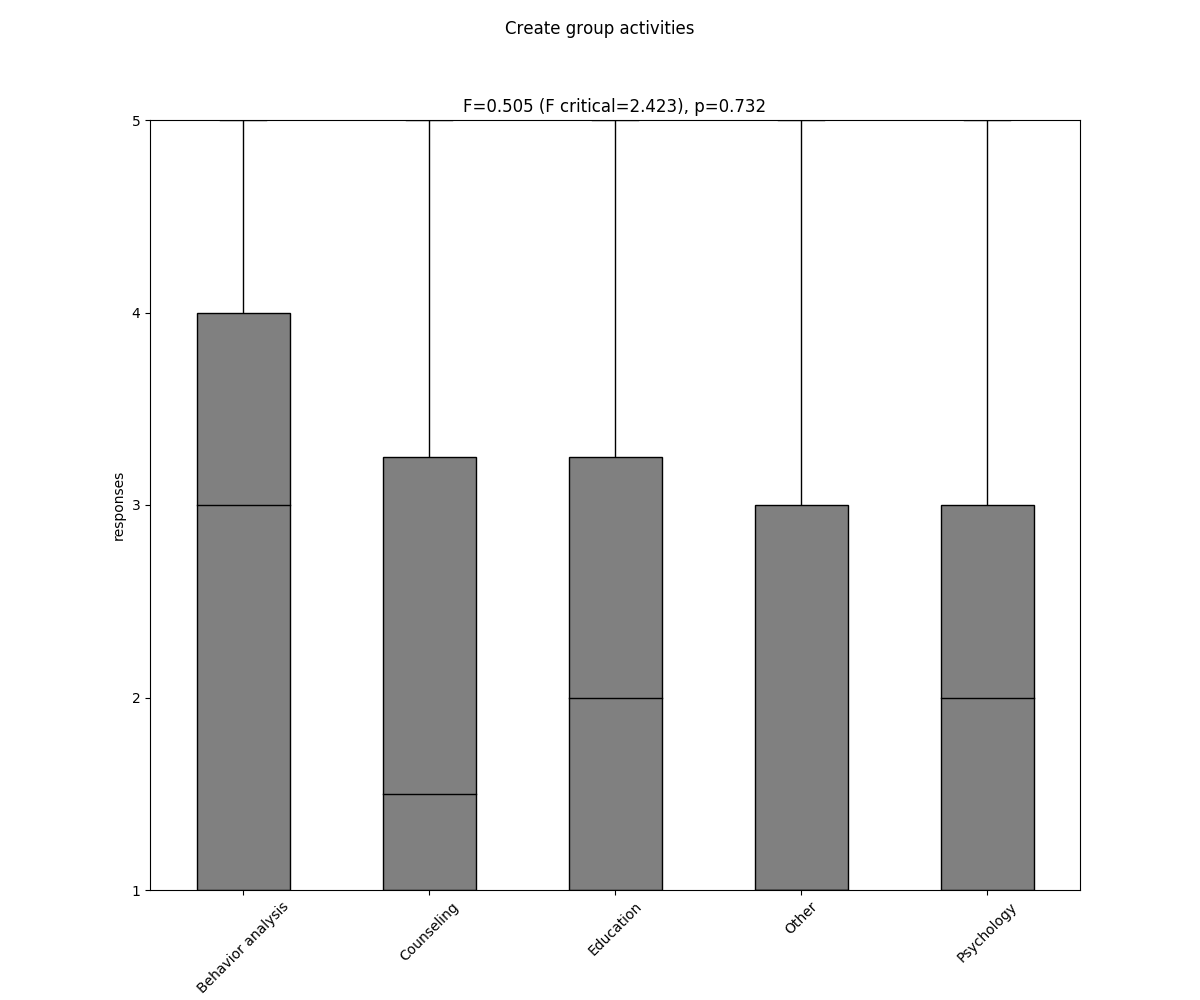 Create group activities
F=0.505 (F critical=2.423), p=0.732
5
4
3
2
1
responses
Behavior analysis
Counseling
Education
Other
Psychology